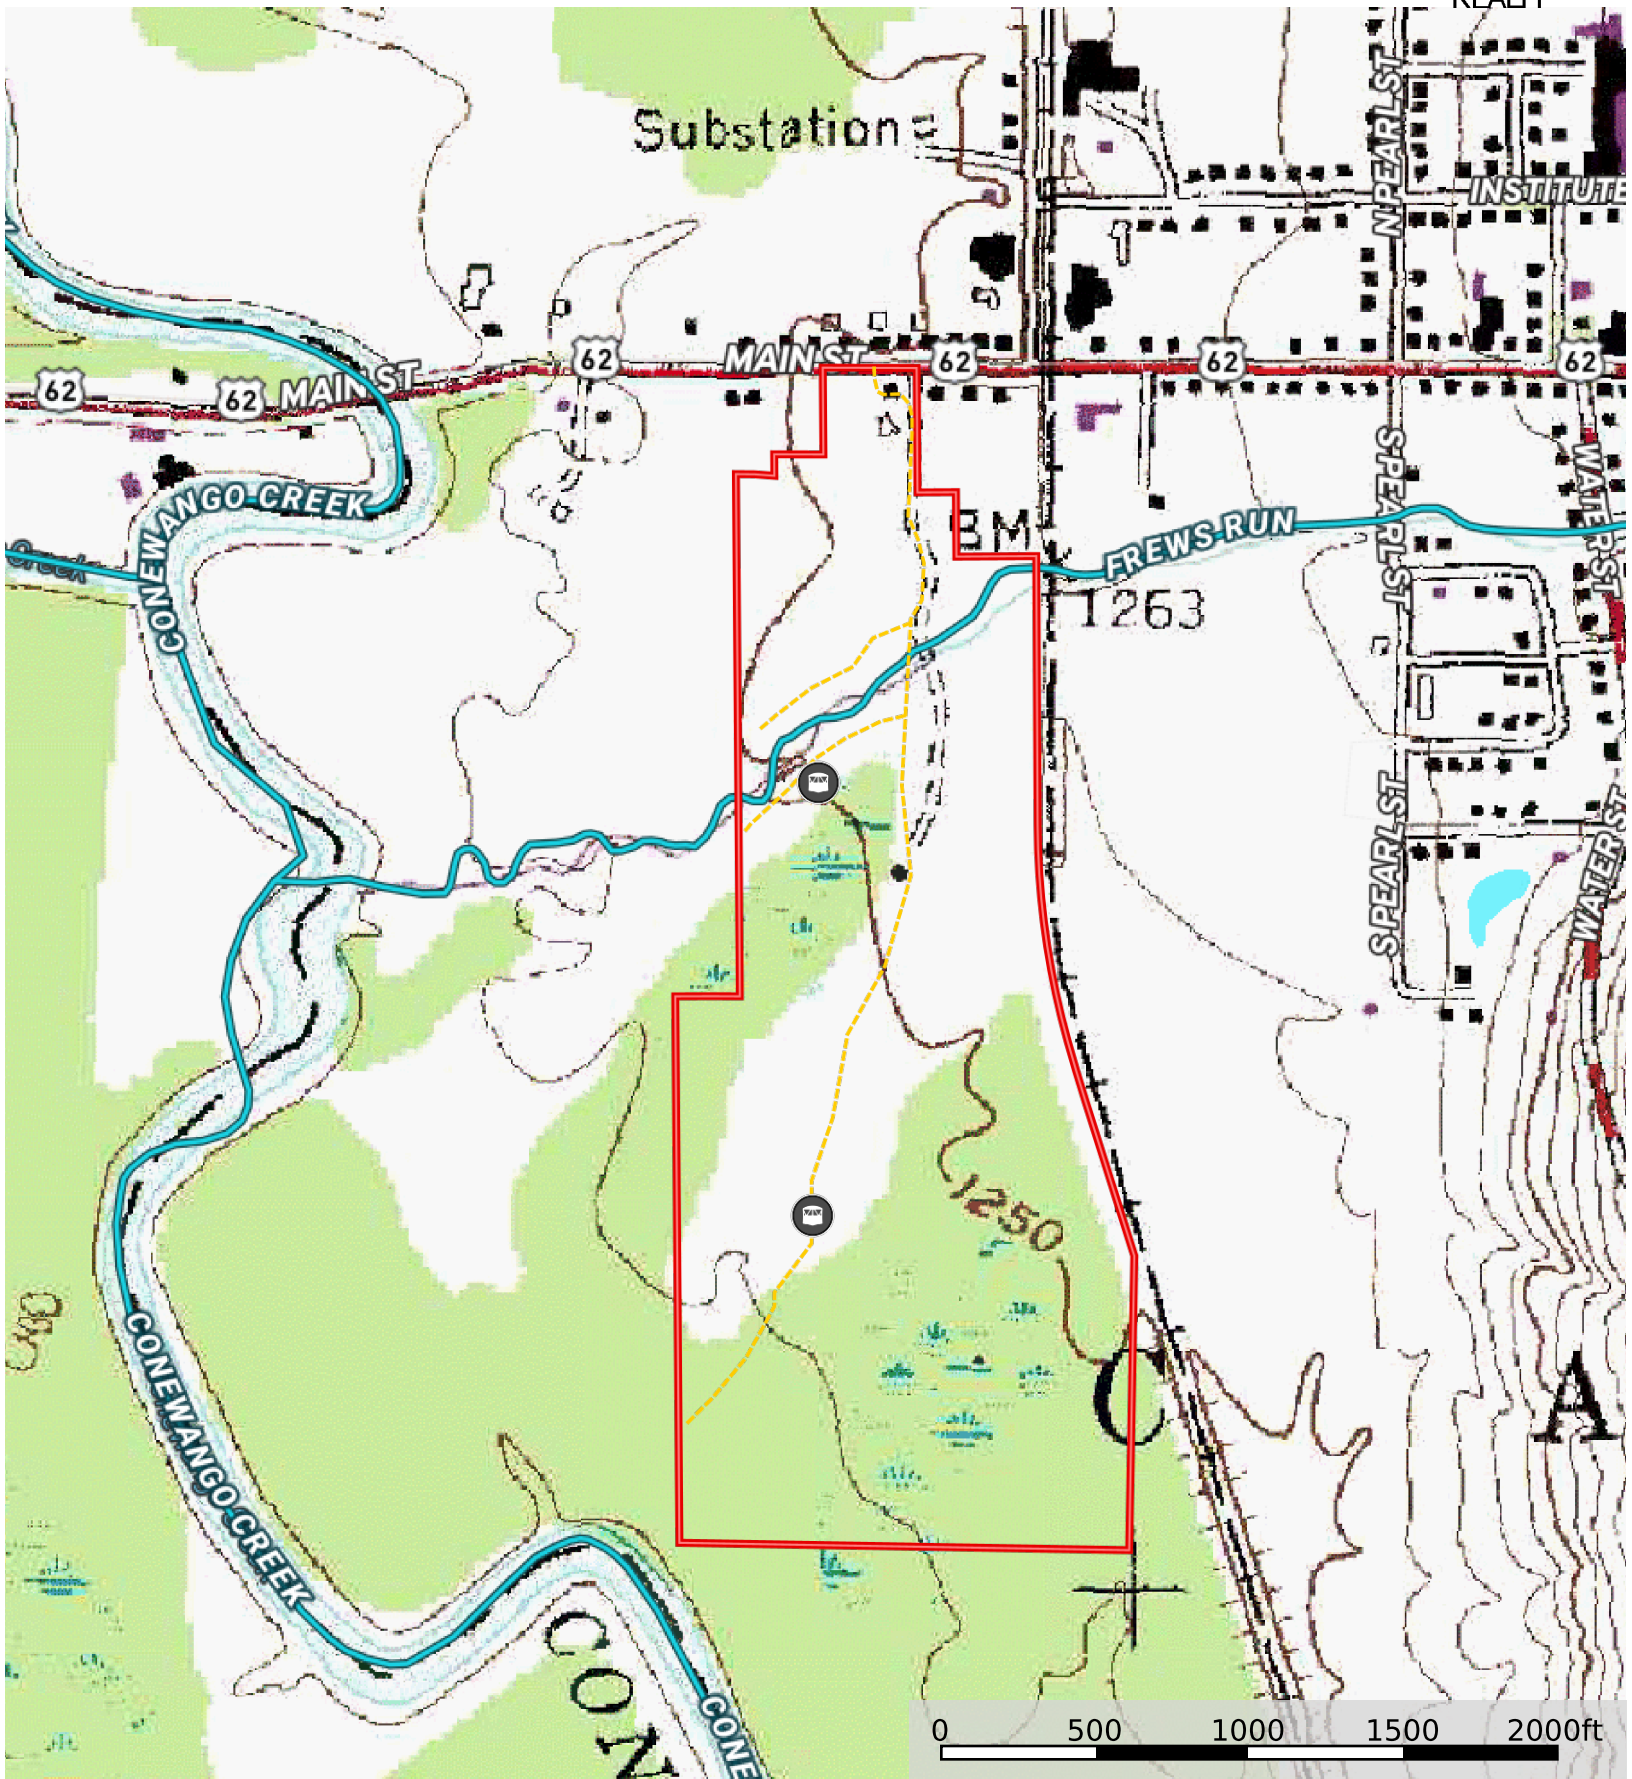 Substation
N PEARL ST
INSTITUTE
62
62
MAIN ST
62
MAIN ST
62
62
62
CONEWANGO CREEK
Creek
BM
1263
FREWS RUN
S PEARL ST
WATER ST
S PEARL ST
WATER ST
1250
C
A
CONEWANGO CREEK
CON
CONE
0 500 1000 1500 2000ft